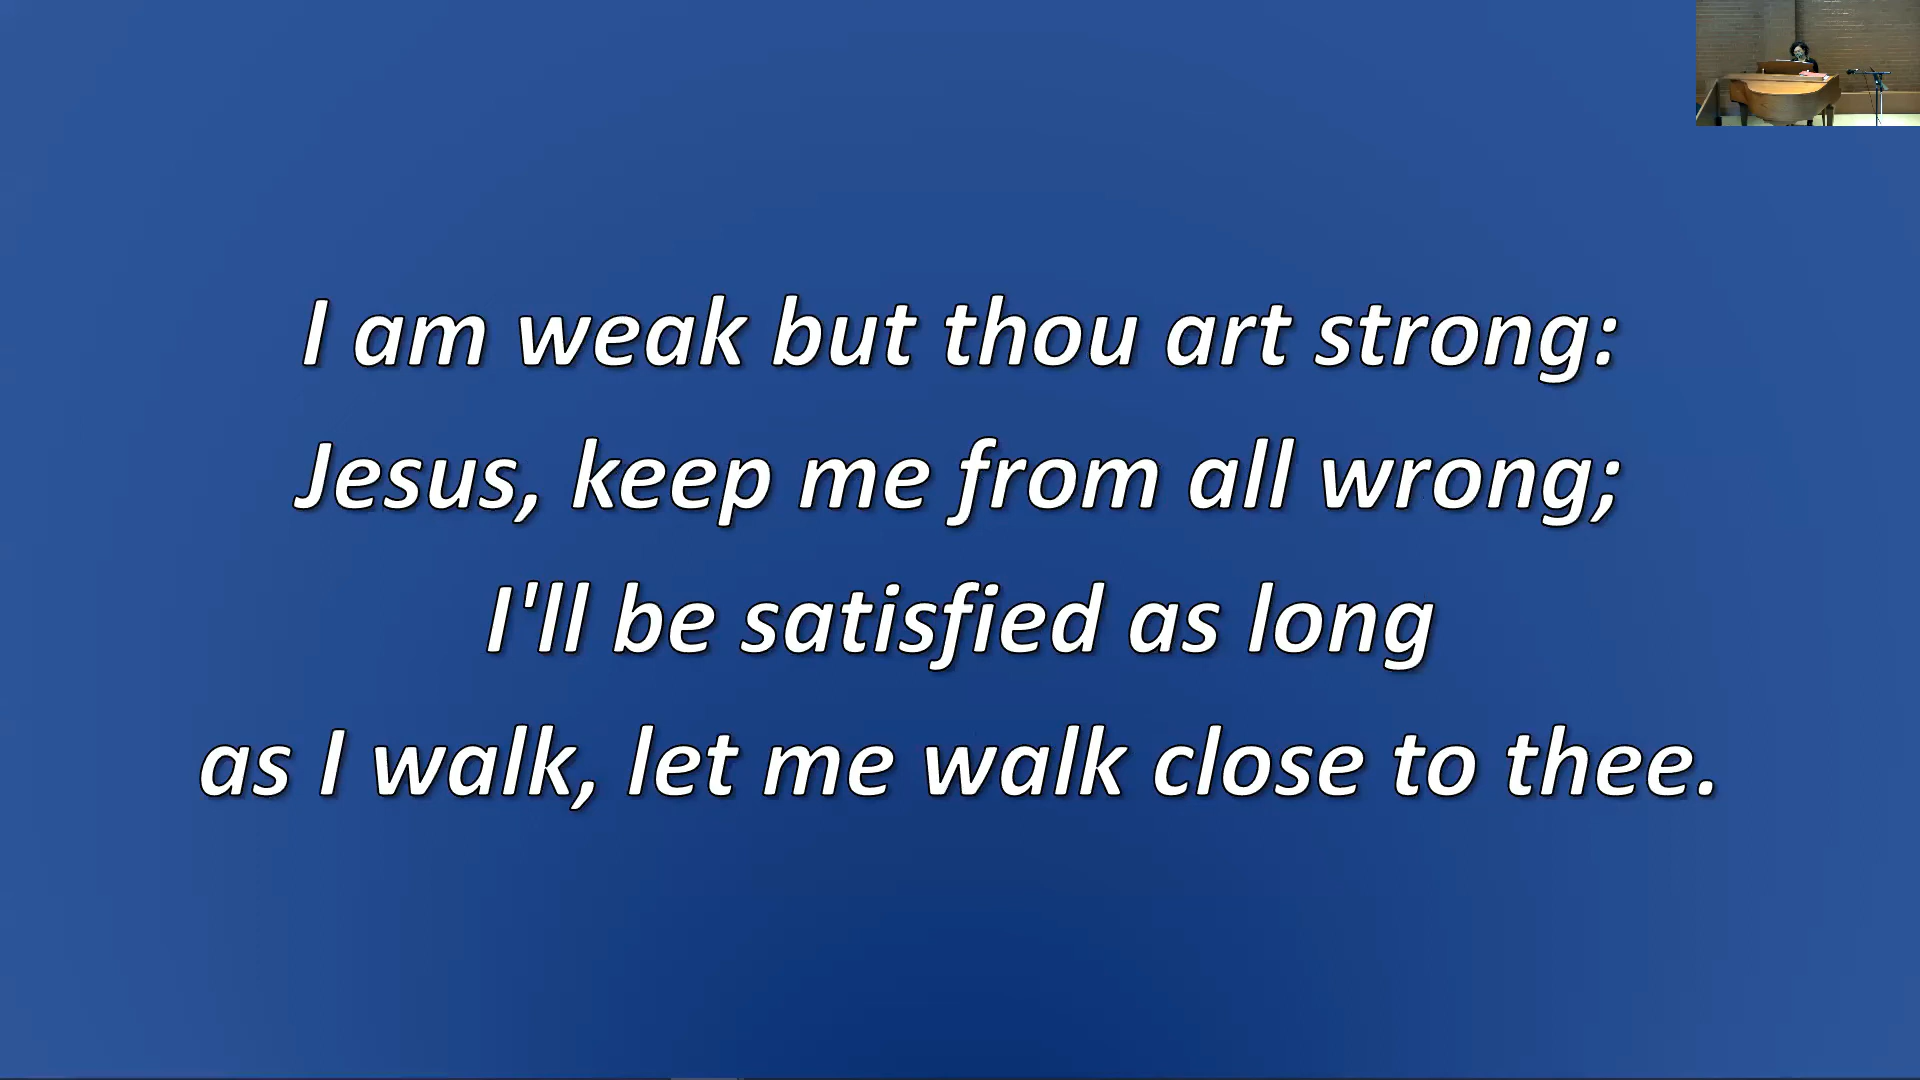 I am weak but thou art strong:
Jesus, keep me from all wrong;
I'll be satisfied as long
as I walk, let me walk close to thee.